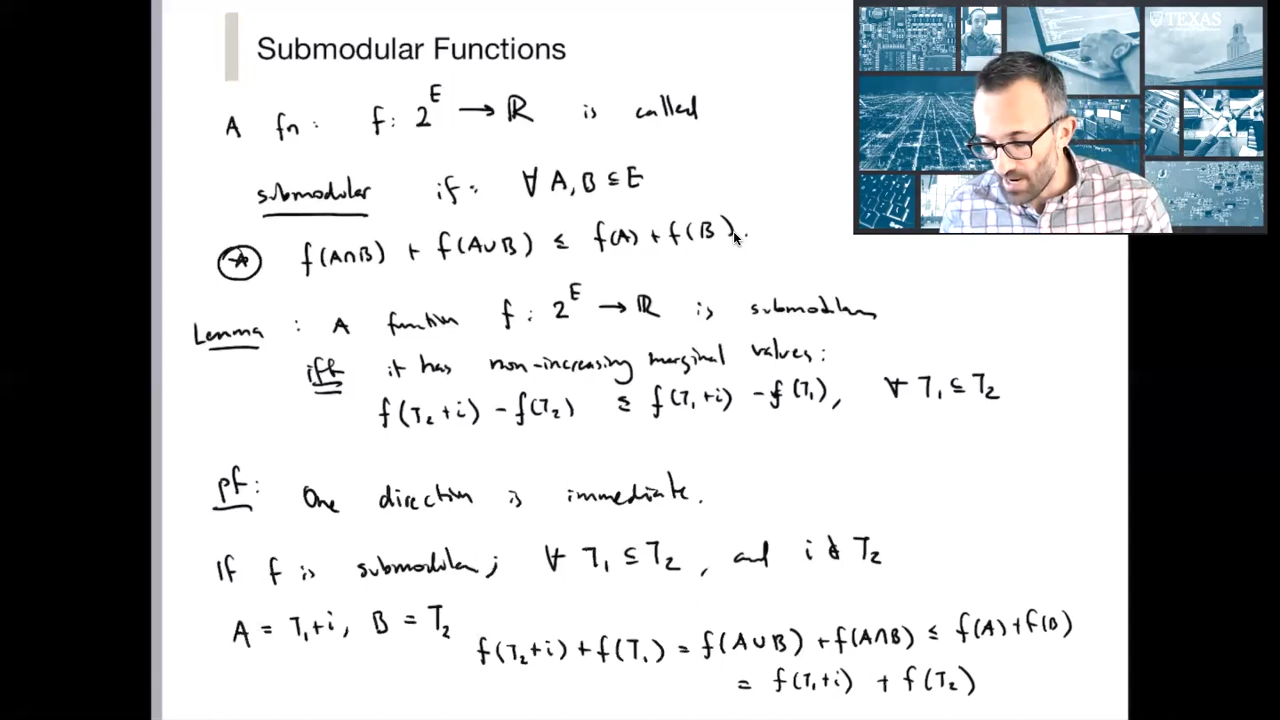 Submodular Functions
TEXAS
A fn: f: 2^E → ℝ is called
submodular if: ∀ A, B ⊆ E
(*) f(A∩B) + f(A∪B) ≤ f(A) + f(B).
Lemma: A function f: 2^E → ℝ is submodular
iff it has non-increasing marginal values:
f(T₂+i) - f(T₂) ≤ f(T₁+i) - f(T₁), ∀ T₁ ⊆ T₂
pf: One direction is immediate.
If f is submodular; ∀ T₁ ⊆ T₂, and i ∉ T₂
A = T₁+i, B = T₂
f(T₂+i) + f(T₁) = f(A∪B) + f(A∩B) ≤ f(A) + f(B)
= f(T₁+i) + f(T₂)